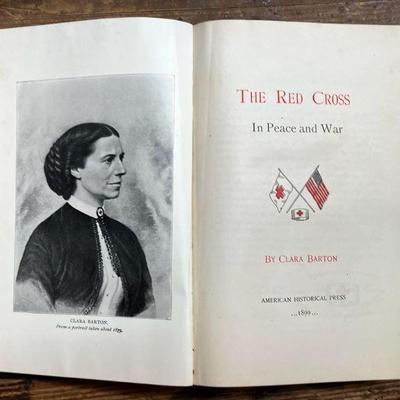 CLARA BARTON.
From a portrait taken about 1875.
THE RED CROSS
In Peace and War
BY CLARA BARTON
AMERICAN HISTORICAL PRESS
...1899...